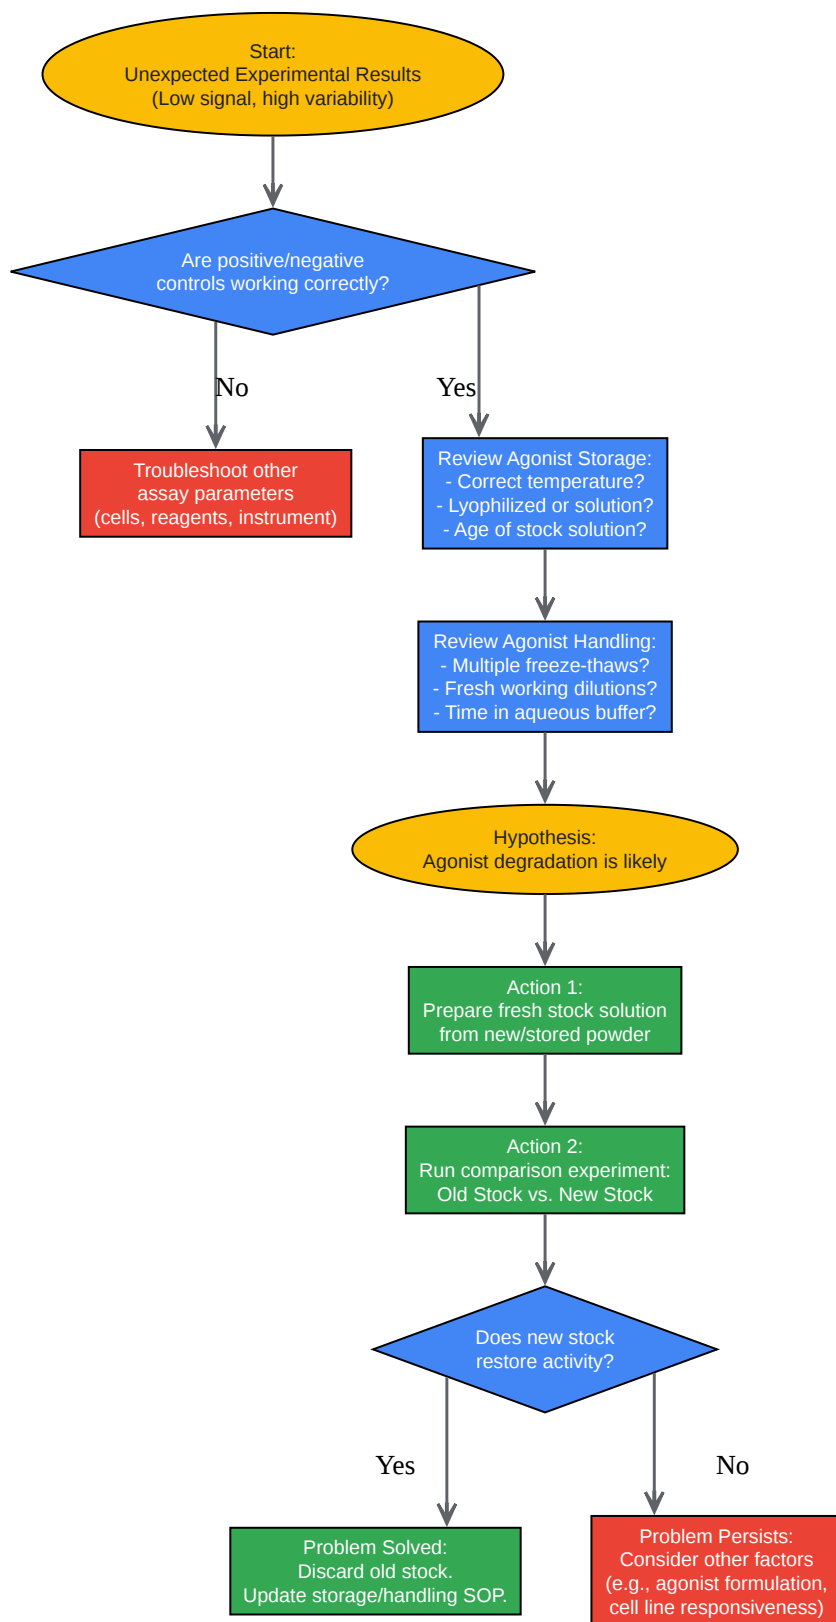 Start:
Unexpected Experimental Results
(Low signal, high variability)
Are positive/negative
controls working correctly?
No
Yes
Troubleshoot other
assay parameters
(cells, reagents, instrument)
Review Agonist Storage:
- Correct temperature?
- Lyophilized or solution?
- Age of stock solution?
Review Agonist Handling:
- Multiple freeze-thaws?
- Fresh working dilutions?
- Time in aqueous buffer?
Hypothesis:
Agonist degradation is likely
Action 1:
Prepare fresh stock solution
from new/stored powder
Action 2:
Run comparison experiment:
Old Stock vs. New Stock
Does new stock
restore activity?
Yes
No
Problem Solved:
Discard old stock.
Update storage/handling SOP.
Problem Persists:
Consider other factors
(e.g., agonist formulation,
cell line responsiveness)